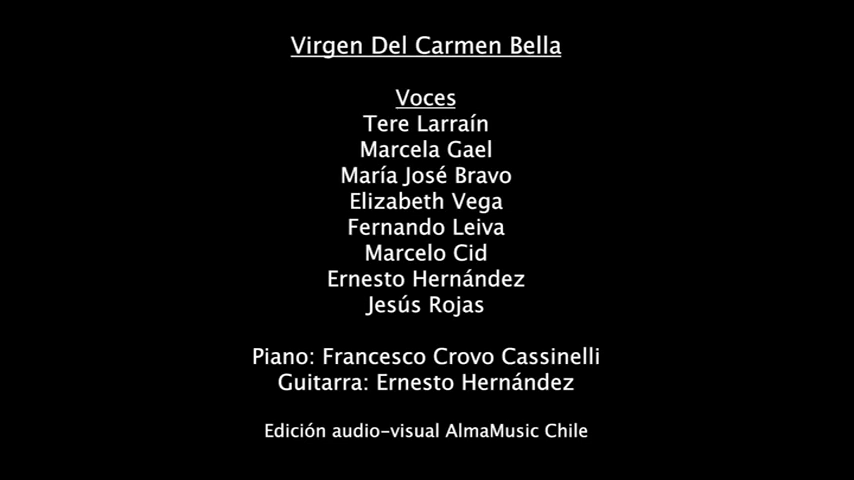 Virgen Del Carmen Bella
Voces
Tere Larraín
Marcela Gael
María José Bravo
Elizabeth Vega
Fernando Leiva
Marcelo Cid
Ernesto Hernández
Jesús Rojas
Piano: Francesco Crovo Cassinelli
Guitarra: Ernesto Hernández
Edición audio-visual AlmaMusic Chile